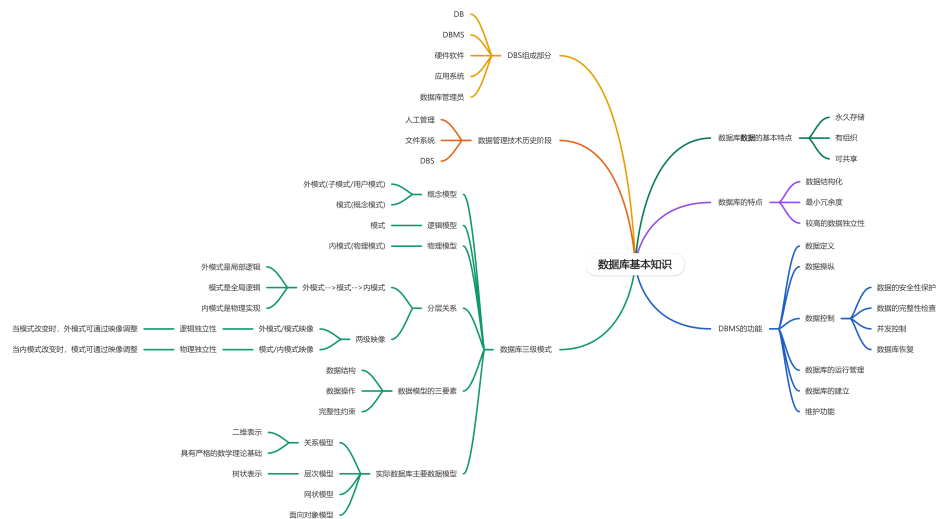 数据库基本知识
DBS组成部分
DB
DBMS
硬件软件
应用系统
数据库管理员
数据管理技术历史阶段
人工管理
文件系统
DBS
数据库三级模式
概念模型
外模式(子模式/用户模式)
模式(概念模式)
逻辑模型
模式
物理模型
内模式(物理模式)
分层关系
外模式-->模式-->内模式
外模式是局部逻辑
模式是全局逻辑
内模式是物理实现
两级映像
外模式/模式映像
逻辑独立性
当模式改变时，外模式可通过映像调整
模式/内模式映像
物理独立性
当内模式改变时，模式可通过映像调整
数据模型的三要素
数据结构
数据操作
完整性约束
实际数据库主要数据模型
关系模型
二维表示
具有严格的数学理论基础
层次模型
树状表示
网状模型
面向对象模型
数据库数据的基本特点
永久存储
有组织
可共享
数据库的特点
数据结构化
最小冗余度
较高的数据独立性
DBMS的功能
数据定义
数据操纵
数据控制
数据的安全性保护
数据的完整性检查
并发控制
数据库恢复
数据库的运行管理
数据库的建立
维护功能